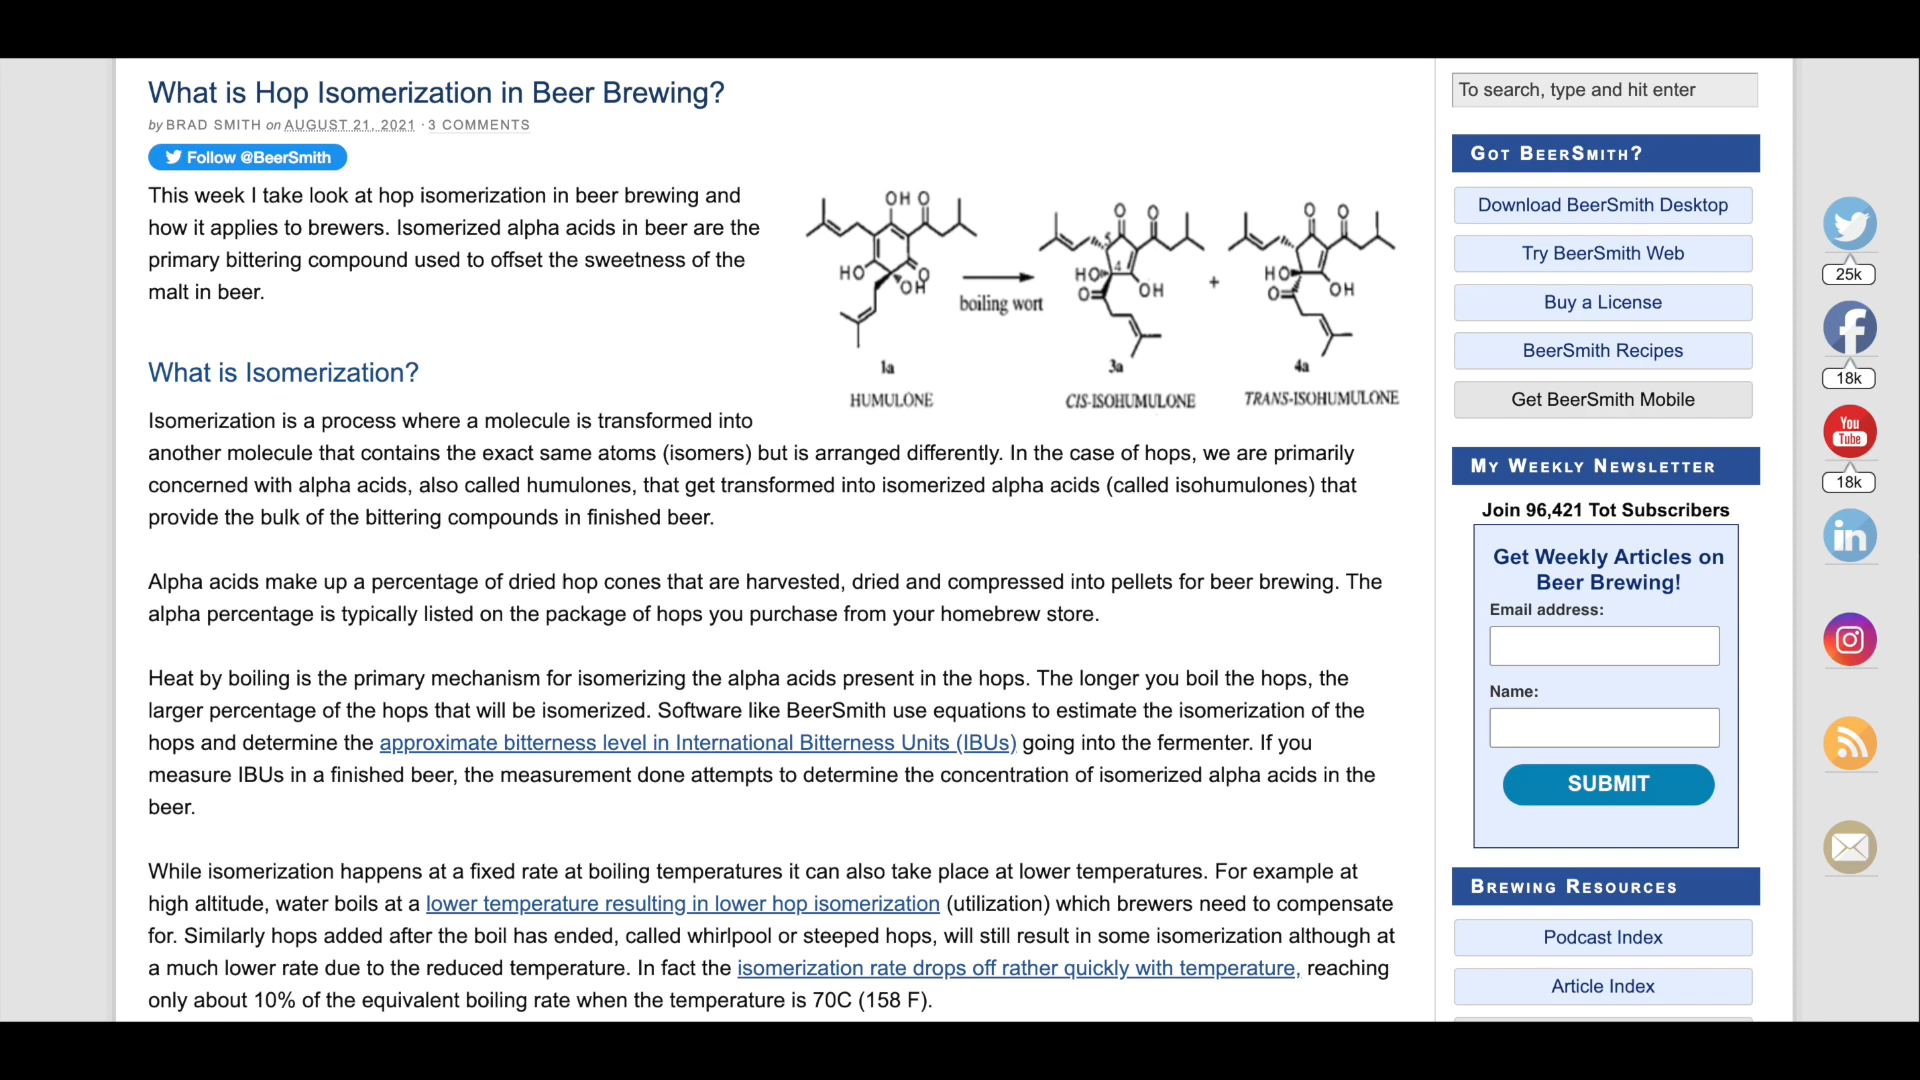 What is Hop Isomerization in Beer Brewing?
by BRAD SMITH on AUGUST 21, 2021 · 3 COMMENTS
Follow @BeerSmith
This week I take look at hop isomerization in beer brewing and
how it applies to brewers. Isomerized alpha acids in beer are the
primary bittering compound used to offset the sweetness of the
malt in beer.
OH O
HO
O
OH
1a
HUMULONE
boiling wort
O O
5
HO 4
O
OH
3a
CIS-ISOHUMULONE
+
O O
HO
O
OH
4a
TRANS-ISOHUMULONE
What is Isomerization?
Isomerization is a process where a molecule is transformed into
another molecule that contains the exact same atoms (isomers) but is arranged differently. In the case of hops, we are primarily
concerned with alpha acids, also called humulones, that get transformed into isomerized alpha acids (called isohumulones) that
provide the bulk of the bittering compounds in finished beer.
Alpha acids make up a percentage of dried hop cones that are harvested, dried and compressed into pellets for beer brewing. The
alpha percentage is typically listed on the package of hops you purchase from your homebrew store.
Heat by boiling is the primary mechanism for isomerizing the alpha acids present in the hops. The longer you boil the hops, the
larger percentage of the hops that will be isomerized. Software like BeerSmith use equations to estimate the isomerization of the
hops and determine the approximate bitterness level in International Bitterness Units (IBUs) going into the fermenter. If you
measure IBUs in a finished beer, the measurement done attempts to determine the concentration of isomerized alpha acids in the
beer.
While isomerization happens at a fixed rate at boiling temperatures it can also take place at lower temperatures. For example at
high altitude, water boils at a lower temperature resulting in lower hop isomerization (utilization) which brewers need to compensate
for. Similarly hops added after the boil has ended, called whirlpool or steeped hops, will still result in some isomerization although at
a much lower rate due to the reduced temperature. In fact the isomerization rate drops off rather quickly with temperature, reaching
only about 10% of the equivalent boiling rate when the temperature is 70C (158 F).
To search, type and hit enter
GOT BEERSMITH?
Download BeerSmith Desktop
Try BeerSmith Web
Buy a License
BeerSmith Recipes
Get BeerSmith Mobile
MY WEEKLY NEWSLETTER
Join 96,421 Tot Subscribers
Get Weekly Articles on
Beer Brewing!
Email address:
Name:
SUBMIT
BREWING RESOURCES
Podcast Index
Article Index
25k
f
18k
You
Tube
18k
in